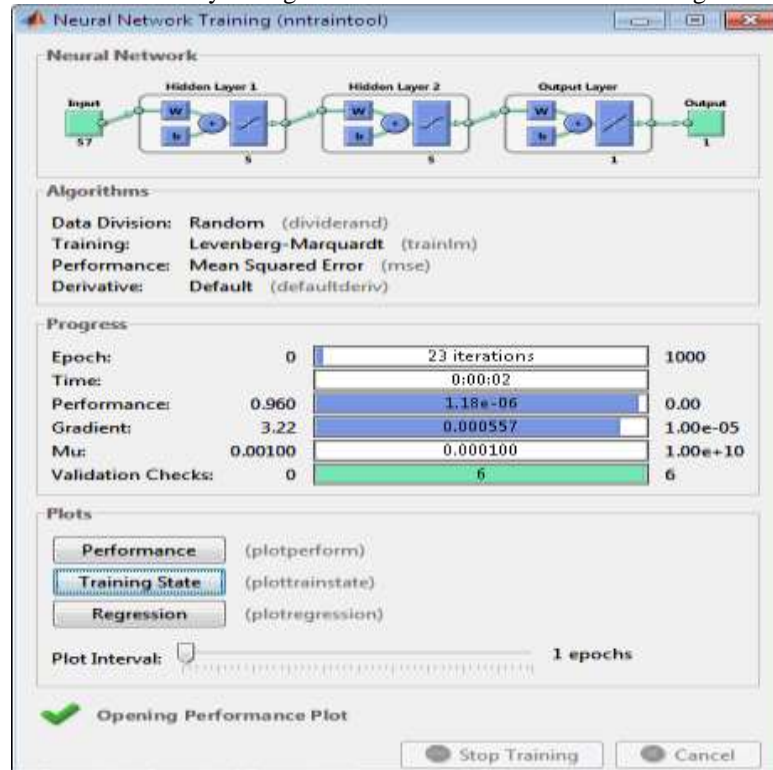 Neural Network Training (nntraintool)
Neural Network
Hidden Layer 1 Hidden Layer 2 Output Layer
Input Output
W W W
b b b
57 5 5 1 1
Algorithms
Data Division: Random (dividerand)
Training: Levenberg-Marquardt (trainlm)
Performance: Mean Squared Error (mse)
Derivative: Default (defaultderiv)
Progress
Epoch: 0 23 iterations 1000
Time: 0:00:02
Performance: 0.960 1.18e-06 0.00
Gradient: 3.22 0.000557 1.00e-05
Mu: 0.00100 0.000100 1.00e+10
Validation Checks: 0 6 6
Plots
Performance (plotperform)
Training State (plottrainstate)
Regression (plotregression)
Plot Interval: 1 epochs
Opening Performance Plot
Stop Training Cancel